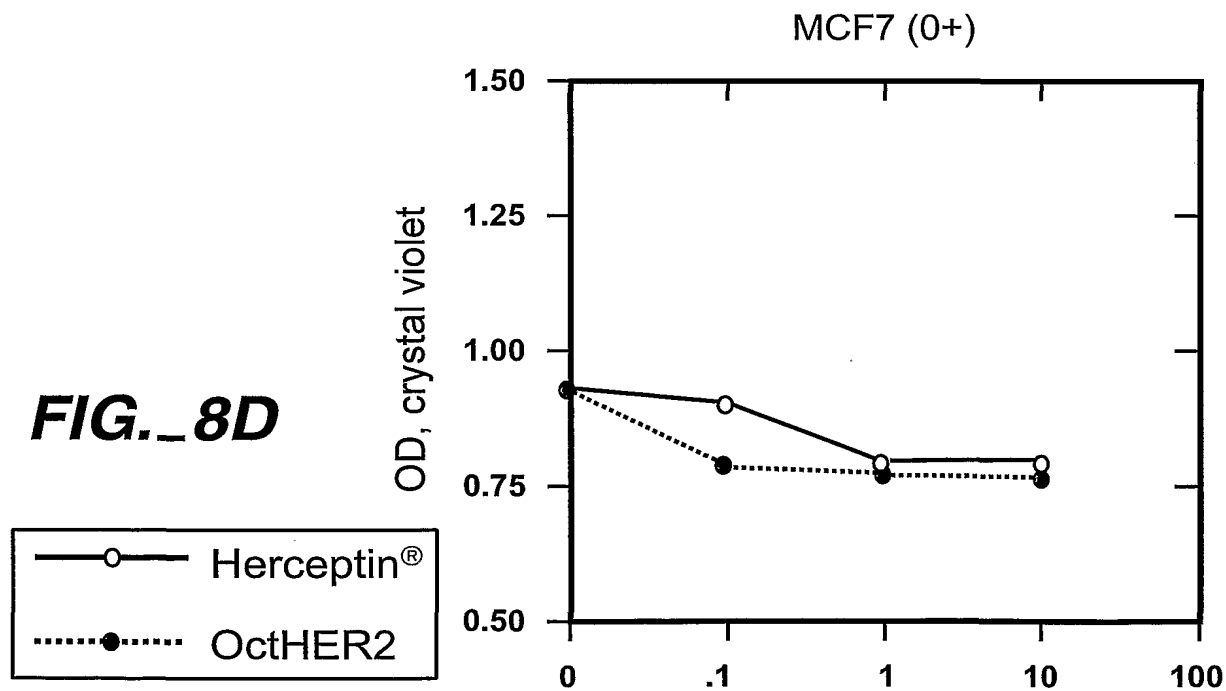 MCF7 (0+)
1.50
1.25
1.00
0.75
0.50
OD, crystal violet
0
.1
1
10
100
FIG._8D
Herceptin®
OctHER2